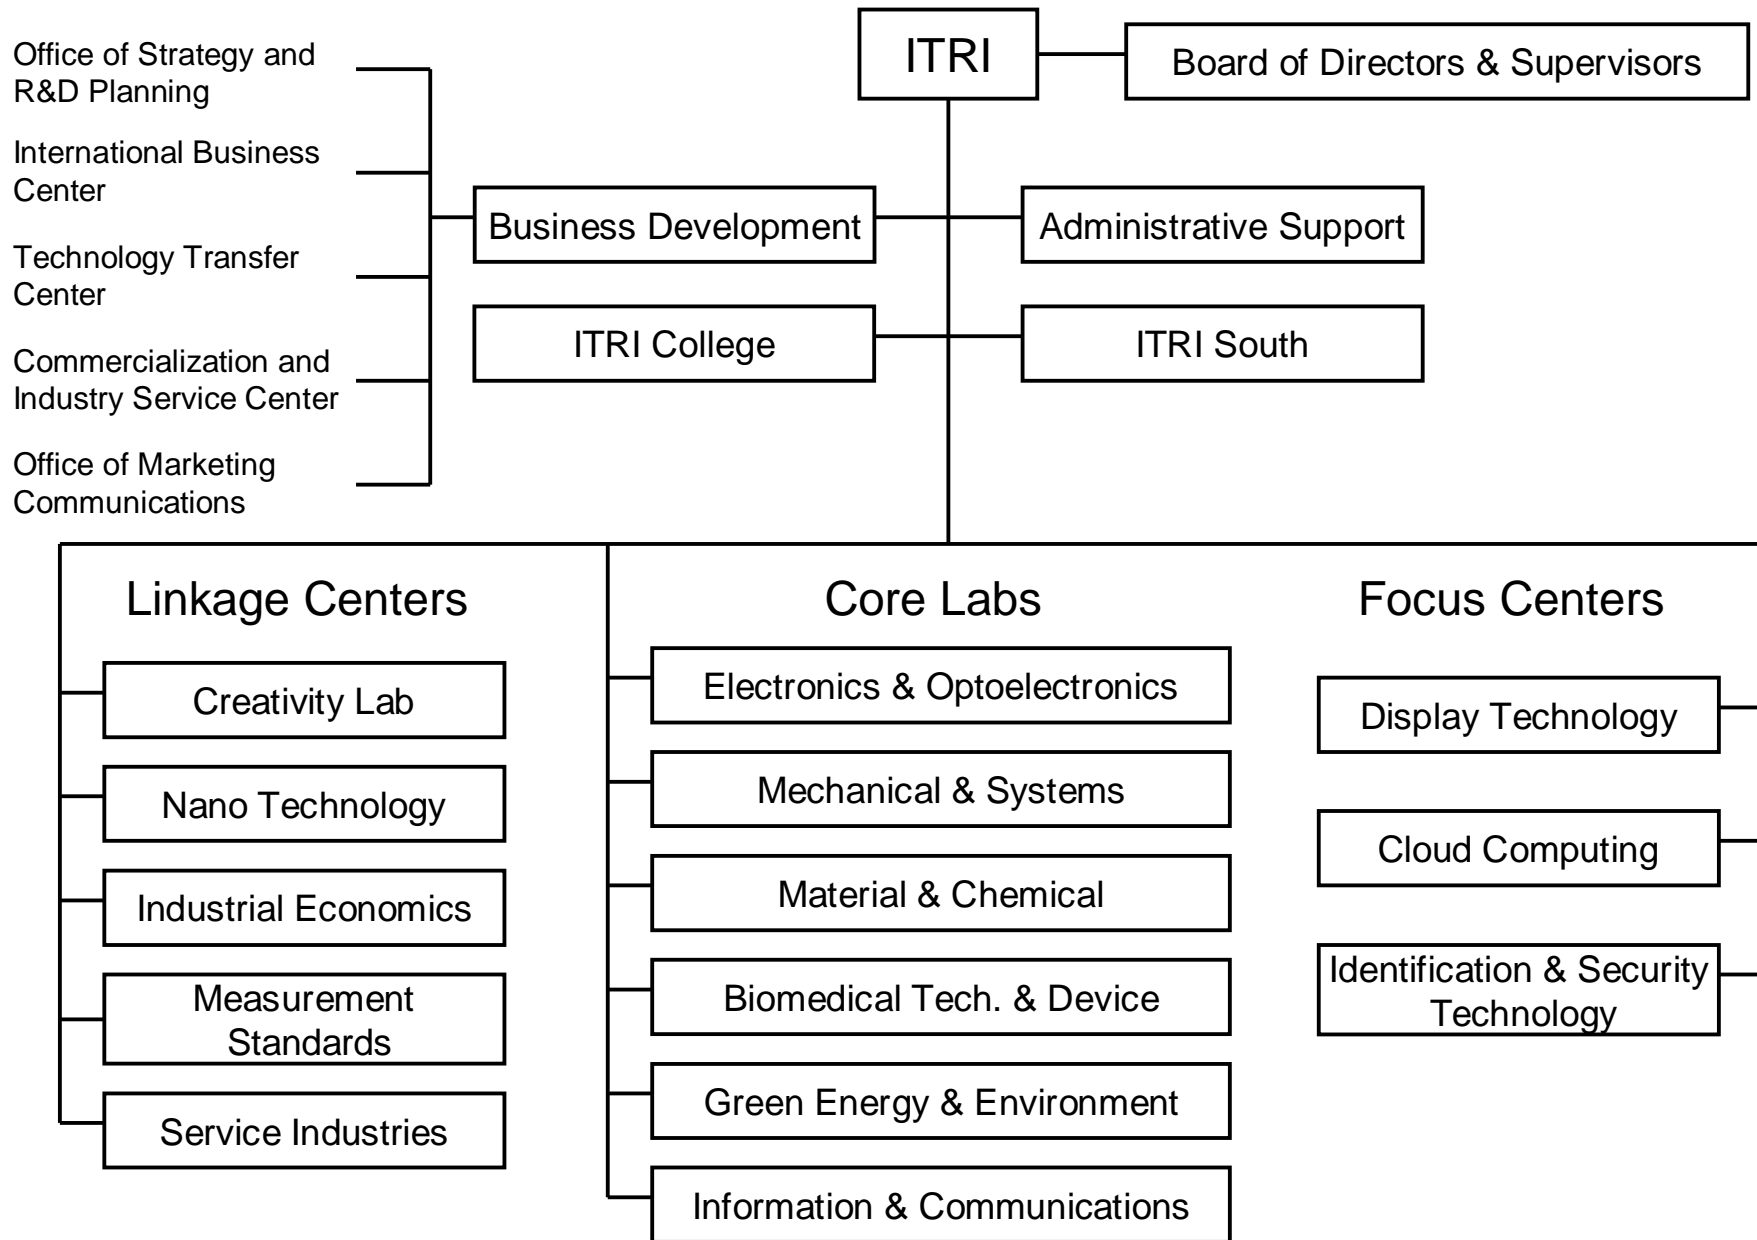 ITRI
Board of Directors & Supervisors
Office of Strategy and
R&D Planning
International Business
Center
Technology Transfer
Center
Commercialization and
Industry Service Center
Office of Marketing
Communications
Business Development
Administrative Support
ITRI College
ITRI South
Linkage Centers
Creativity Lab
Nano Technology
Industrial Economics
Measurement
Standards
Service Industries
Core Labs
Electronics & Optoelectronics
Mechanical & Systems
Material & Chemical
Biomedical Tech. & Device
Green Energy & Environment
Information & Communications
Focus Centers
Display Technology
Cloud Computing
Identification & Security
Technology